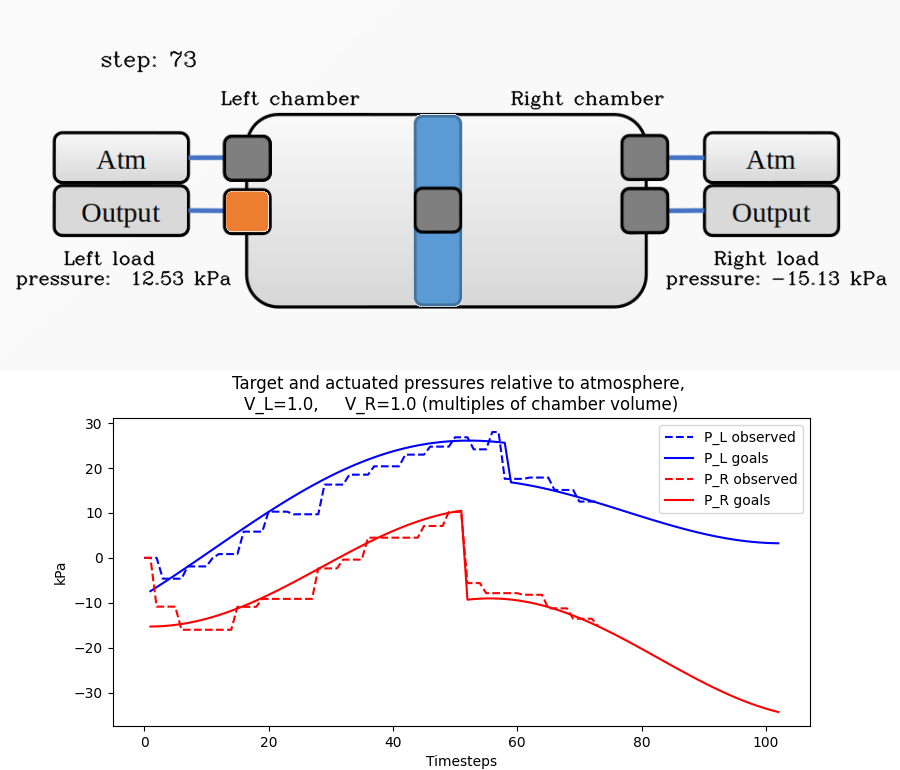 step: 73
Left chamber
Right chamber
Atm
Atm
Output
Output
Left load
pressure: 12.53 kPa
Right load
pressure: −15.13 kPa
Target and actuated pressures relative to atmosphere,
V_L=1.0, V_R=1.0 (multiples of chamber volume)
30
20
10
0
−10
−20
−30
kPa
P_L observed
P_L goals
P_R observed
P_R goals
0
20
40
60
80
100
Timesteps